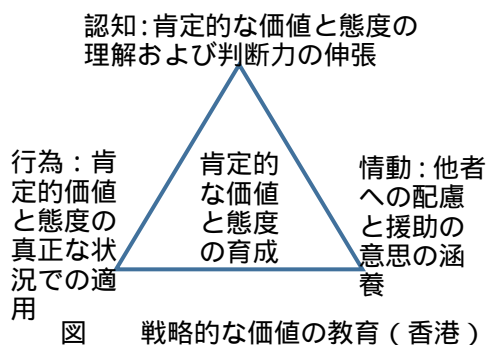 認知：肯定的な価値と態度の
理解および判断力の伸張
行為：肯
定的価値
と態度の
真正な状
況での適
用
肯定的
な価値
と態度
の育成
情動：他者
への配慮
と援助の
意思の涵
養
図　　戦略的な価値の教育（香港）